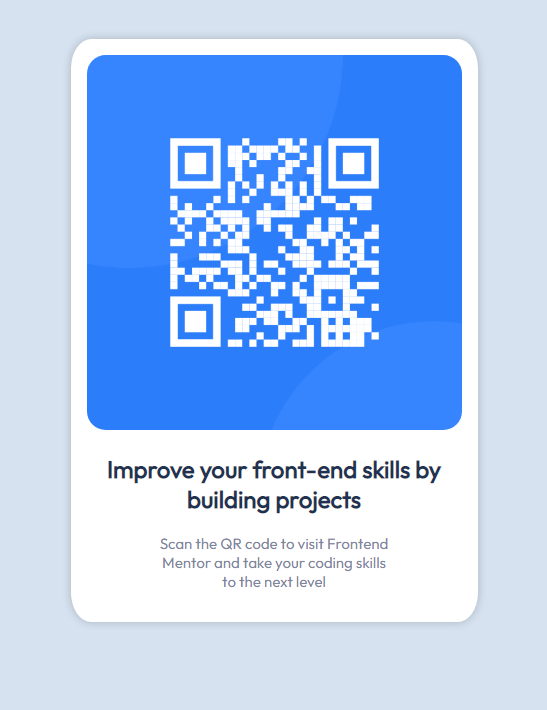 Improve your front-end skills by
building projects
Scan the QR code to visit Frontend
Mentor and take your coding skills
to the next level